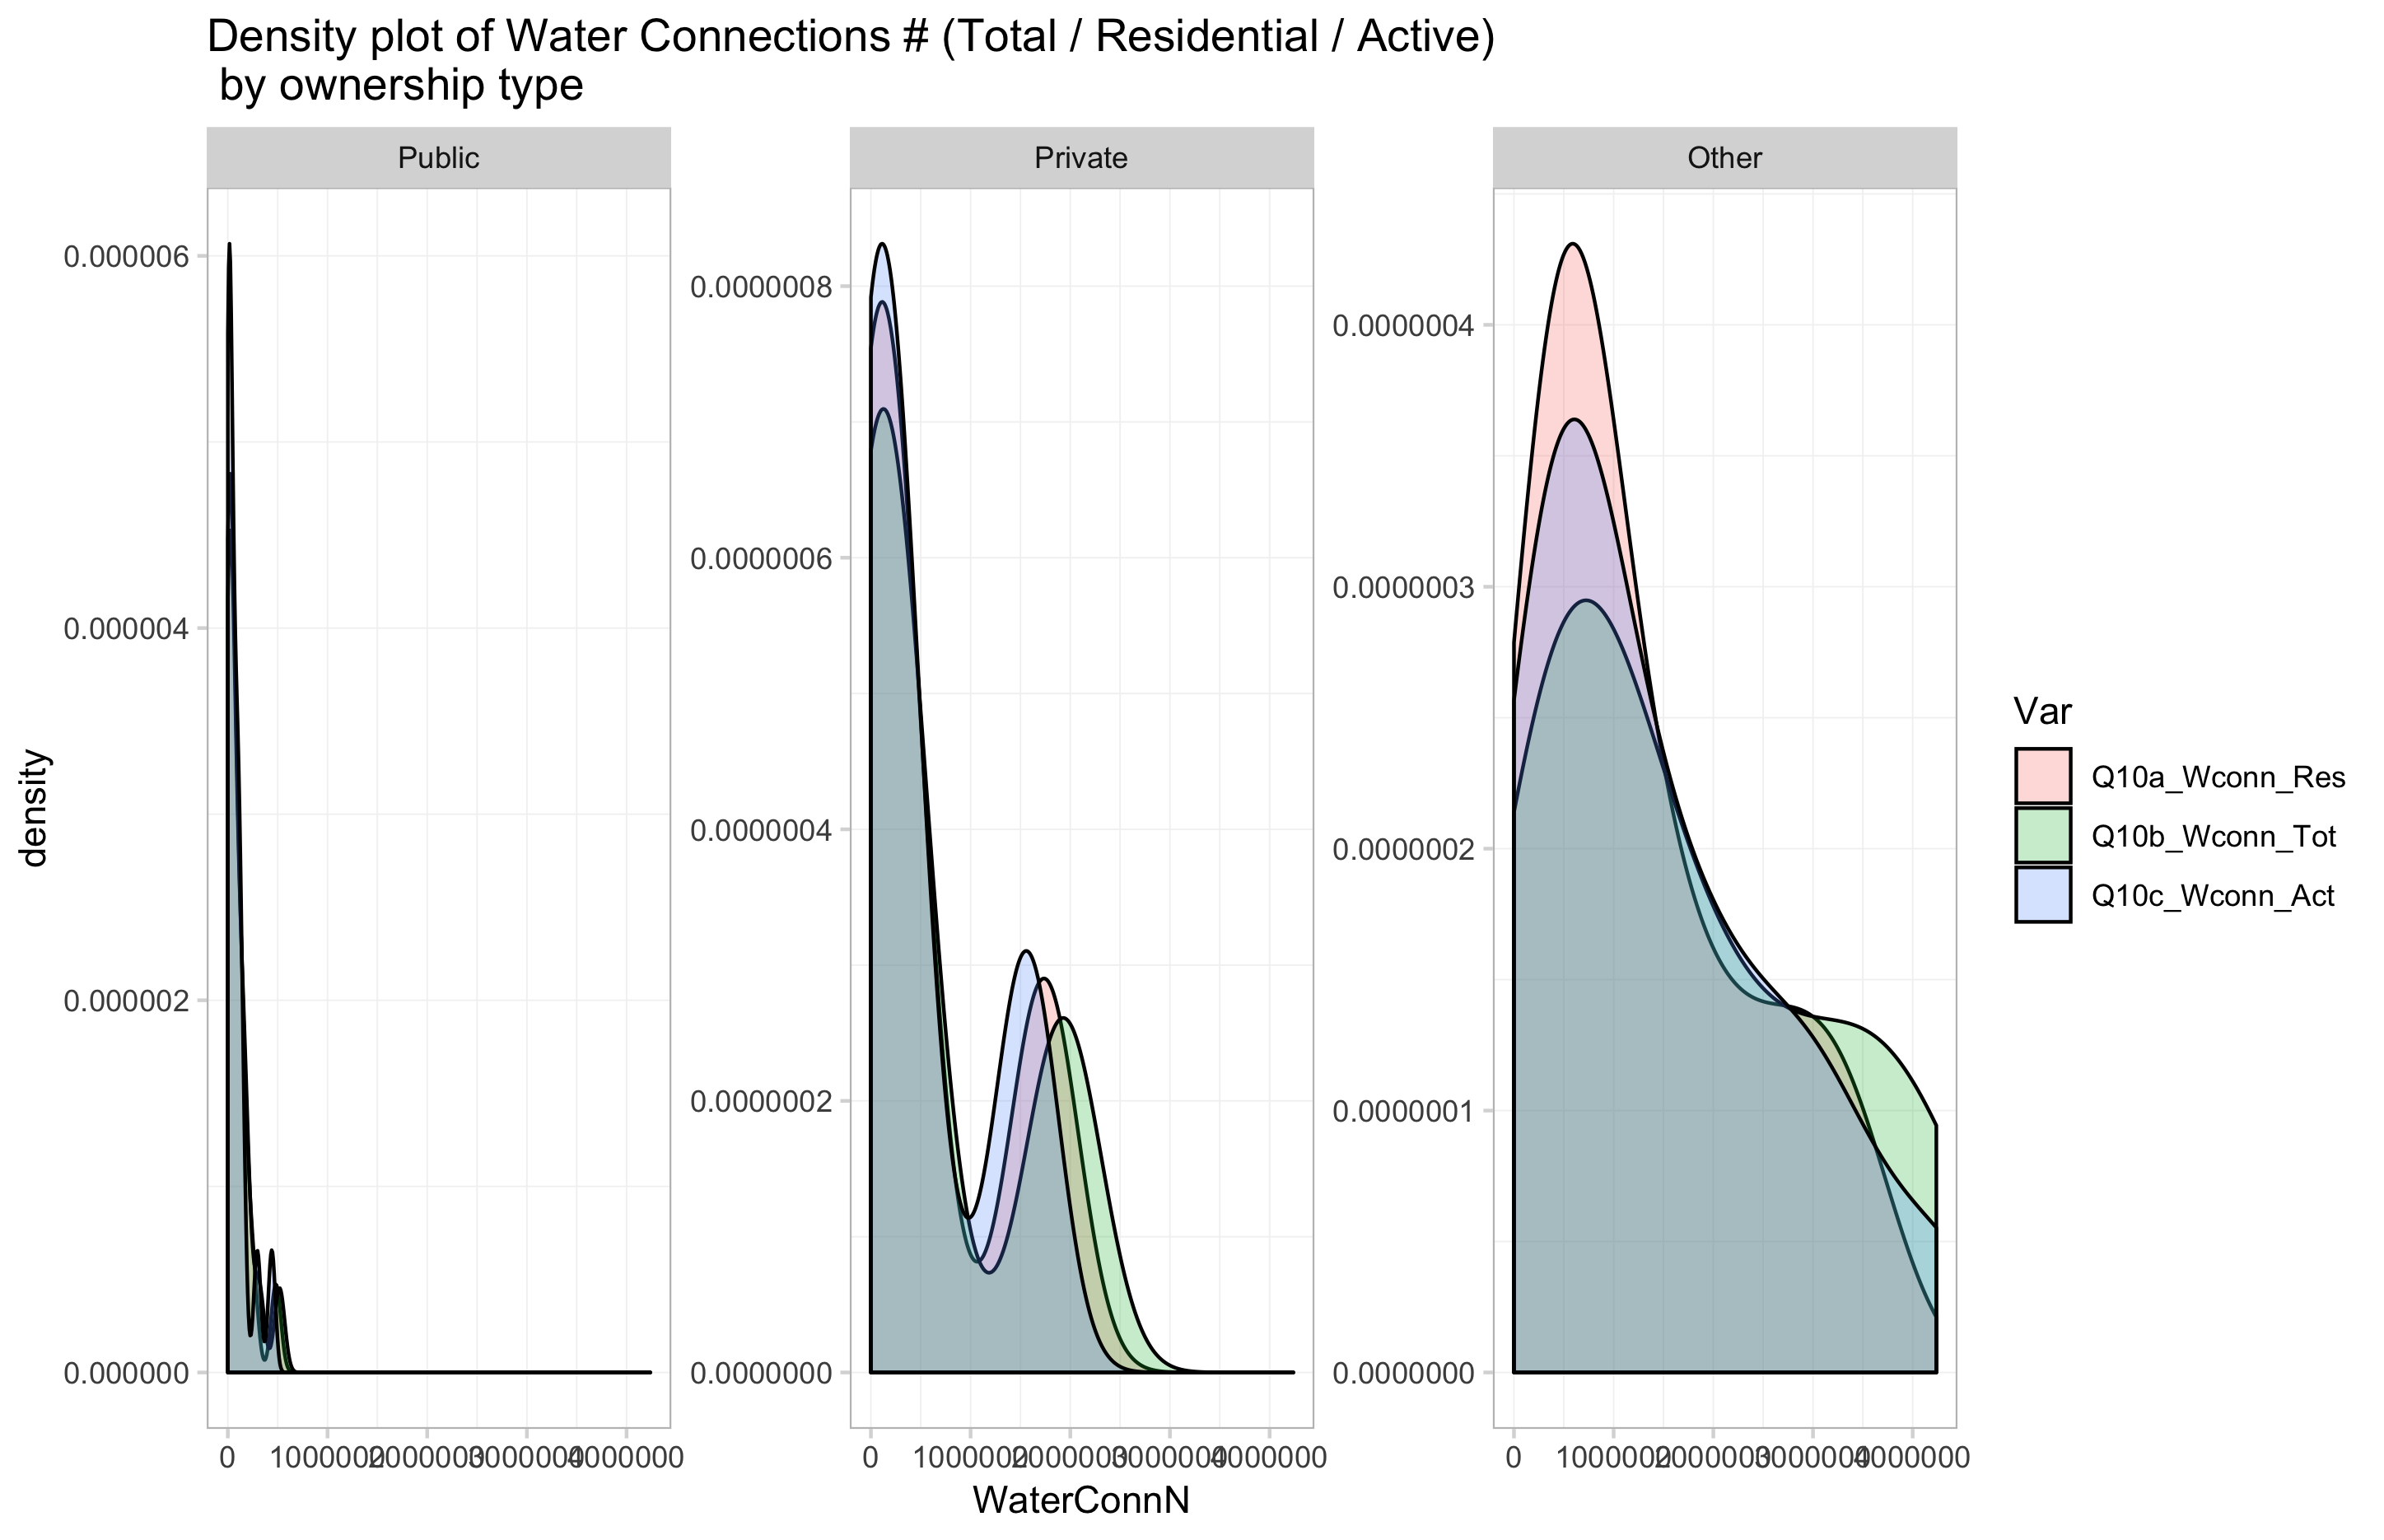 Density plot of Water Connections # (Total / Residential / Active)
by ownership type
Public
Private
Other
density
0.000006
0.000004
0.000002
0.000000
0.0000008
0.0000006
0.0000004
0.0000002
0.0000000
0.0000004
0.0000003
0.0000002
0.0000001
0.0000000
0 1000000 2000000 3000000 4000000
0 1000000 2000000 3000000 4000000
0 1000000 2000000 3000000 4000000
WaterConnN
Var
Q10a_Wconn_Res
Q10b_Wconn_Tot
Q10c_Wconn_Act